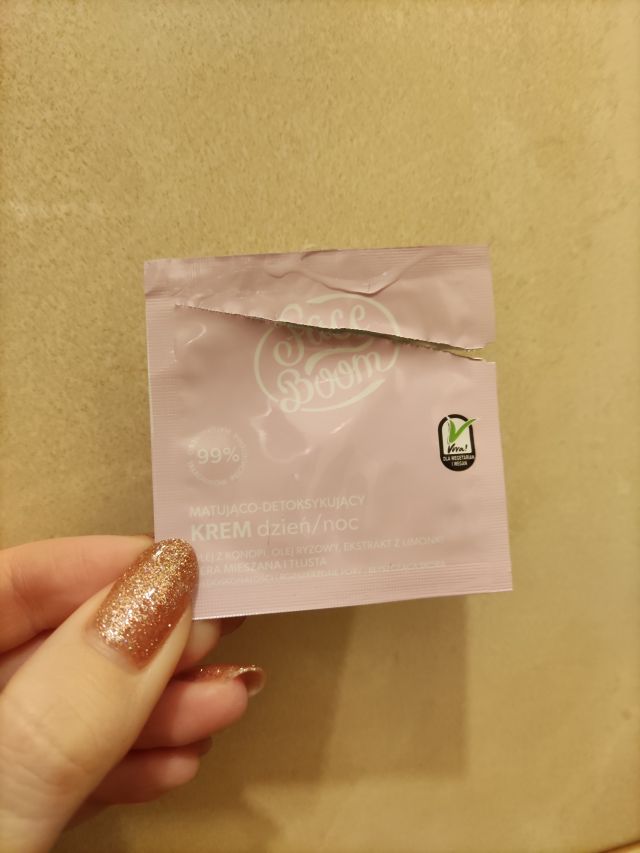 Face
Boom
99%
Viva!
DLA WEGETARIAN
I WEGAN
MATUJĄCO-DETOKSYKUJĄCY
KREM dzień/noc
OLEJ Z KONOPI, OLEJ RYŻOWY, EKSTRAKT Z LIMONKI
CERA MIESZANA I TŁUSTA